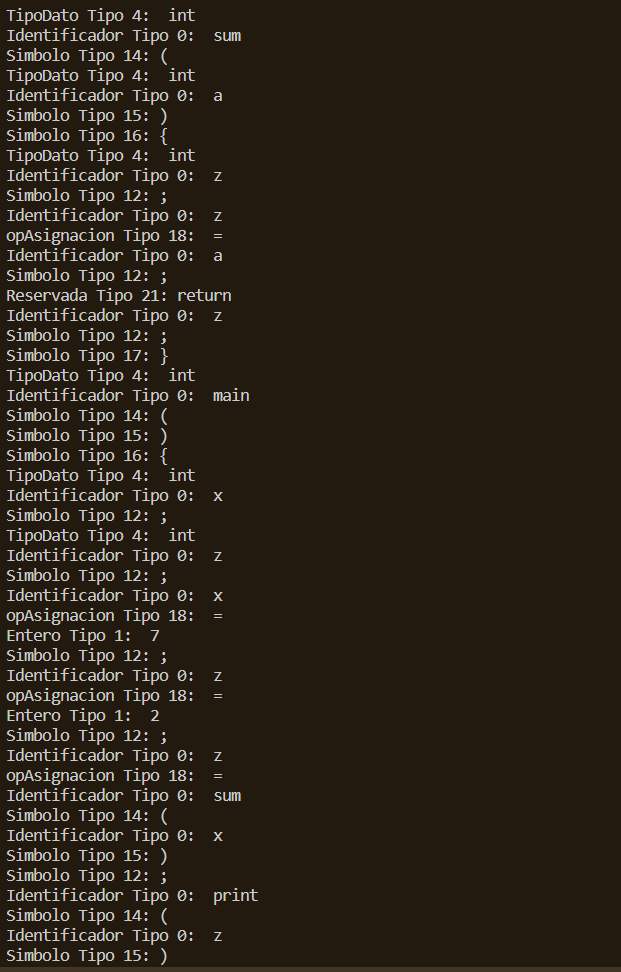 TipoDato Tipo 4:  int
Identificador Tipo 0:  sum
Simbolo Tipo 14: (
TipoDato Tipo 4:  int
Identificador Tipo 0:  a
Simbolo Tipo 15: )
Simbolo Tipo 16: {
TipoDato Tipo 4:  int
Identificador Tipo 0:  z
Simbolo Tipo 12: ;
Identificador Tipo 0:  z
opAsignacion Tipo 18:  =
Identificador Tipo 0:  a
Simbolo Tipo 12: ;
Reservada Tipo 21: return
Identificador Tipo 0:  z
Simbolo Tipo 12: ;
Simbolo Tipo 17: }
TipoDato Tipo 4:  int
Identificador Tipo 0:  main
Simbolo Tipo 14: (
Simbolo Tipo 15: )
Simbolo Tipo 16: {
TipoDato Tipo 4:  int
Identificador Tipo 0:  x
Simbolo Tipo 12: ;
TipoDato Tipo 4:  int
Identificador Tipo 0:  z
Simbolo Tipo 12: ;
Identificador Tipo 0:  x
opAsignacion Tipo 18:  =
Entero Tipo 1:  7
Simbolo Tipo 12: ;
Identificador Tipo 0:  z
opAsignacion Tipo 18:  =
Entero Tipo 1:  2
Simbolo Tipo 12: ;
Identificador Tipo 0:  z
opAsignacion Tipo 18:  =
Identificador Tipo 0:  sum
Simbolo Tipo 14: (
Identificador Tipo 0:  x
Simbolo Tipo 15: )
Simbolo Tipo 12: ;
Identificador Tipo 0:  print
Simbolo Tipo 14: (
Identificador Tipo 0:  z
Simbolo Tipo 15: )